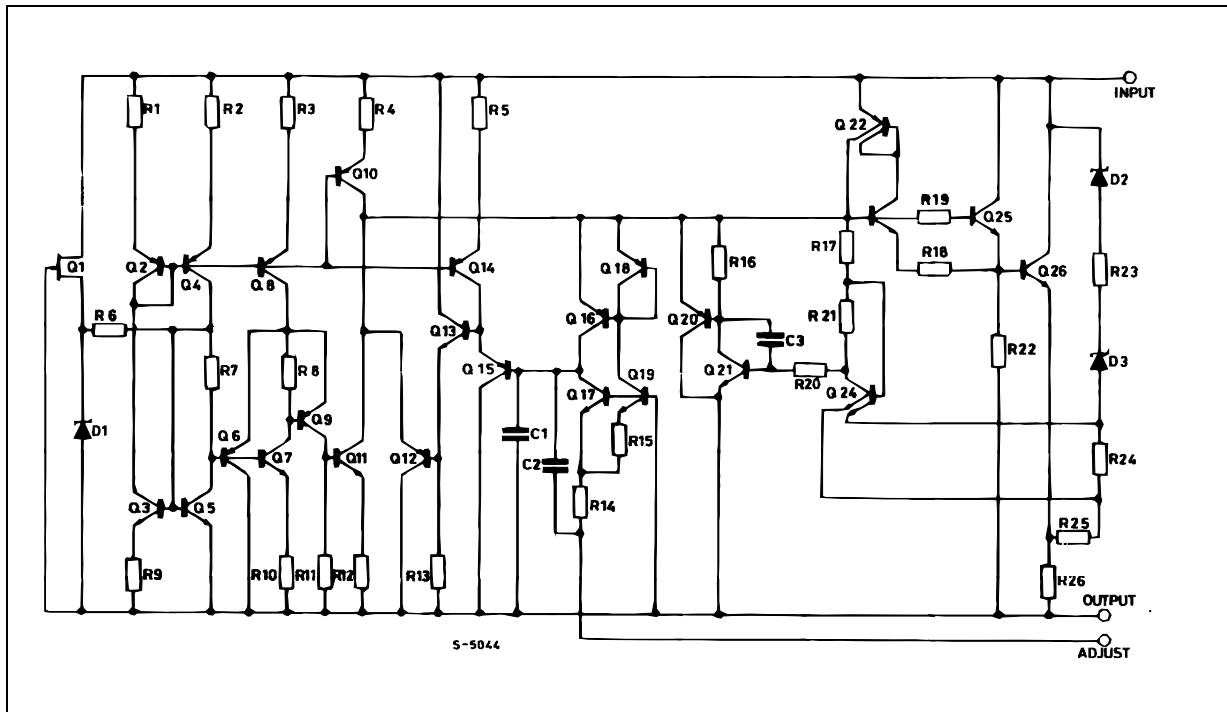 INPUT
R1
R2
R3
R4
R5
Q22
Q10
R19
Q25
D2
R17
R18
Q26
R23
Q1
Q2
Q4
Q8
Q14
Q18
R16
R6
Q13
Q16
Q20
C3
R21
R22
D3
R7
R8
Q15
Q21
R20
Q19
Q17
Q24
D1
Q6
Q9
R15
Q7
Q11
Q12
C1
C2
R24
Q3
Q5
R14
R25
R9
R10
R11
R12
R13
R26
OUTPUT
S-5044
ADJUST